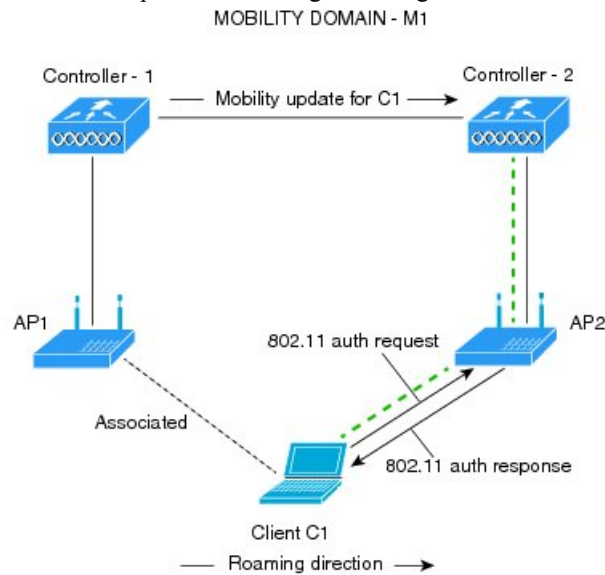 MOBILITY DOMAIN - M1
Controller - 1
Controller - 2
Mobility update for C1
AP1
AP2
802.11 auth request
Associated
802.11 auth response
Client C1
Roaming direction